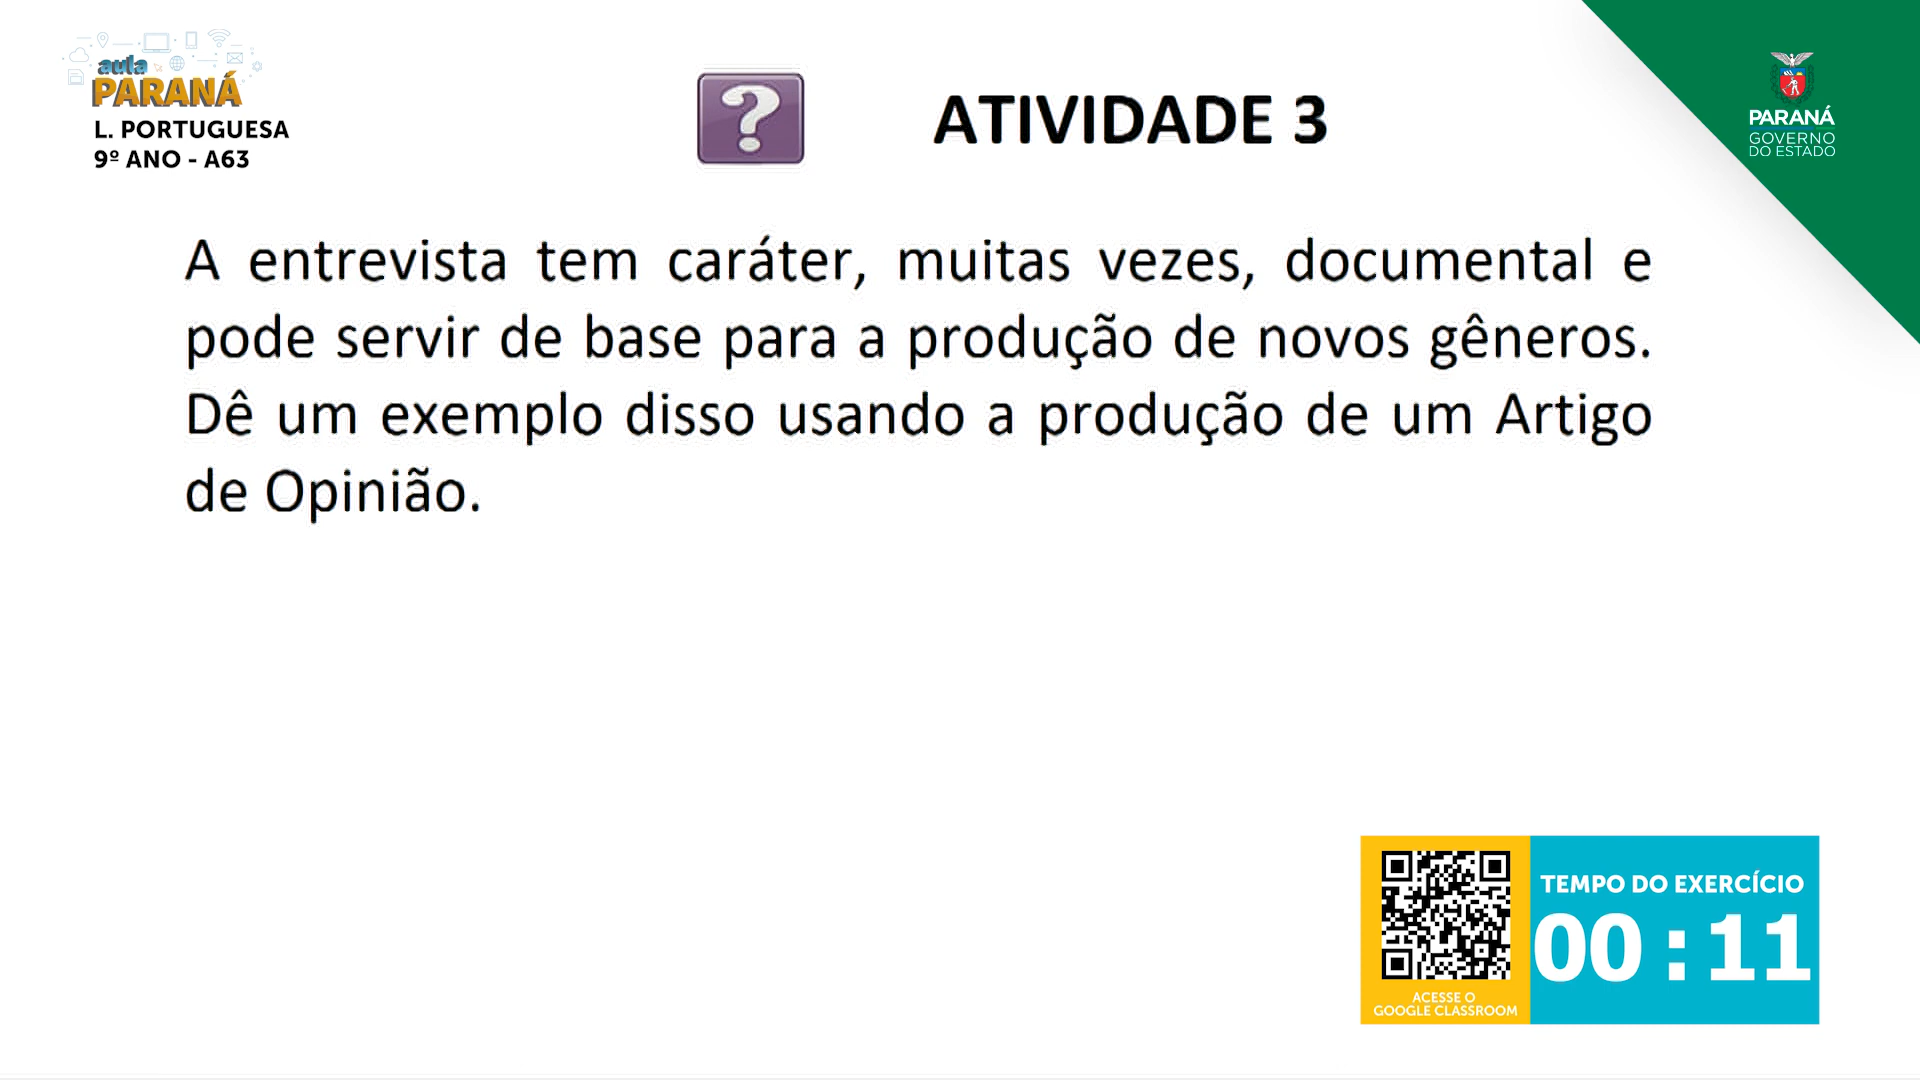 aula
PARANÁ
L. PORTUGUESA
9º ANO - A63
?
ATIVIDADE 3
PARANÁ
GOVERNO
DO ESTADO
A entrevista tem caráter, muitas vezes, documental e
pode servir de base para a produção de novos gêneros.
Dê um exemplo disso usando a produção de um Artigo
de Opinião.
TEMPO DO EXERCÍCIO
00 : 11
ACESSE O
GOOGLE CLASSROOM